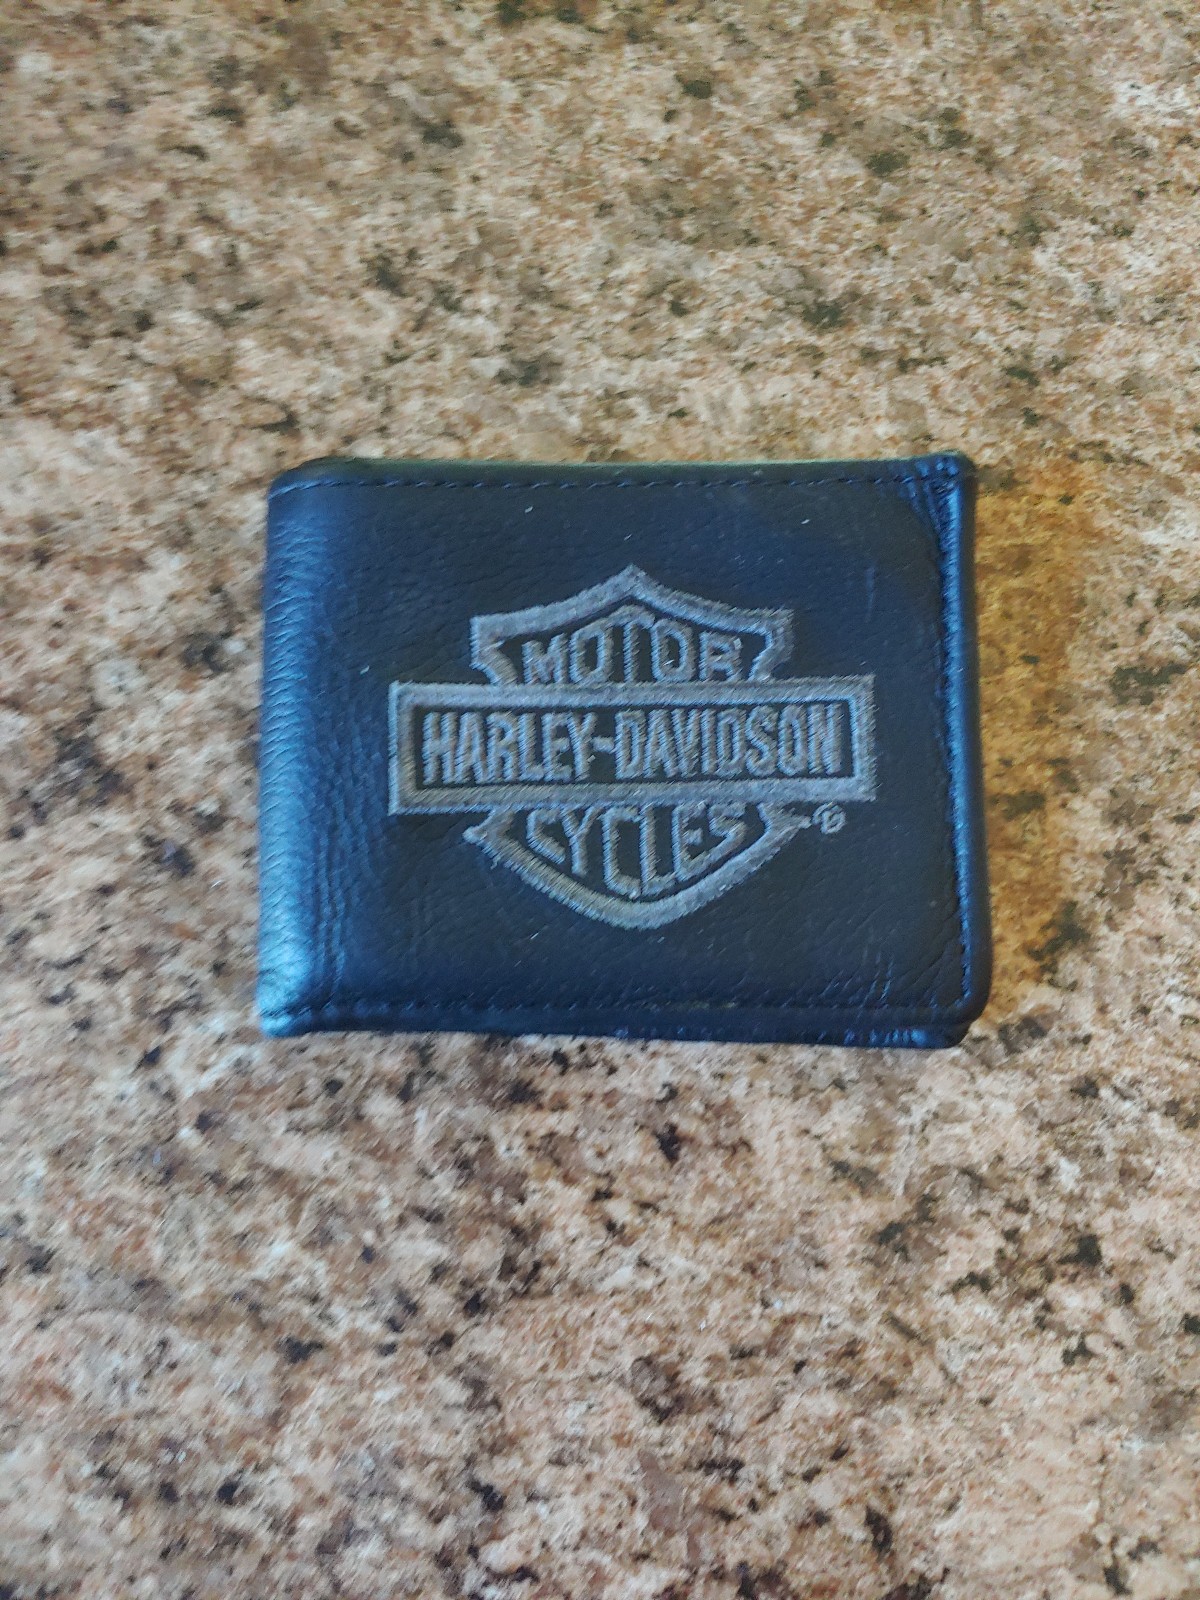 MOTOR
HARLEY-DAVIDSON
CYCLES
®